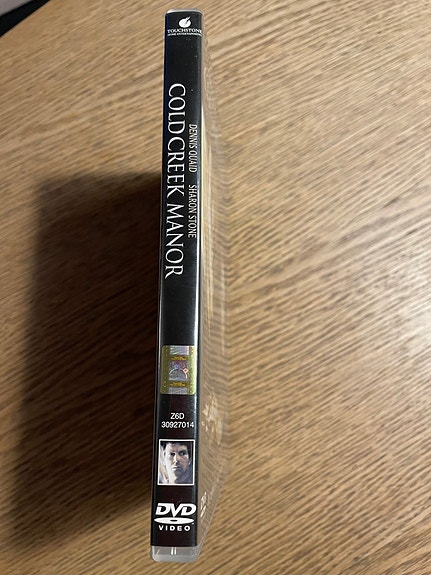 TOUCHSTONE
HOME ENTERTAINMENT
DENNIS QUAID SHARON STONE
COLD CREEK MANOR
Z6D
30927014
DVD
VIDEO